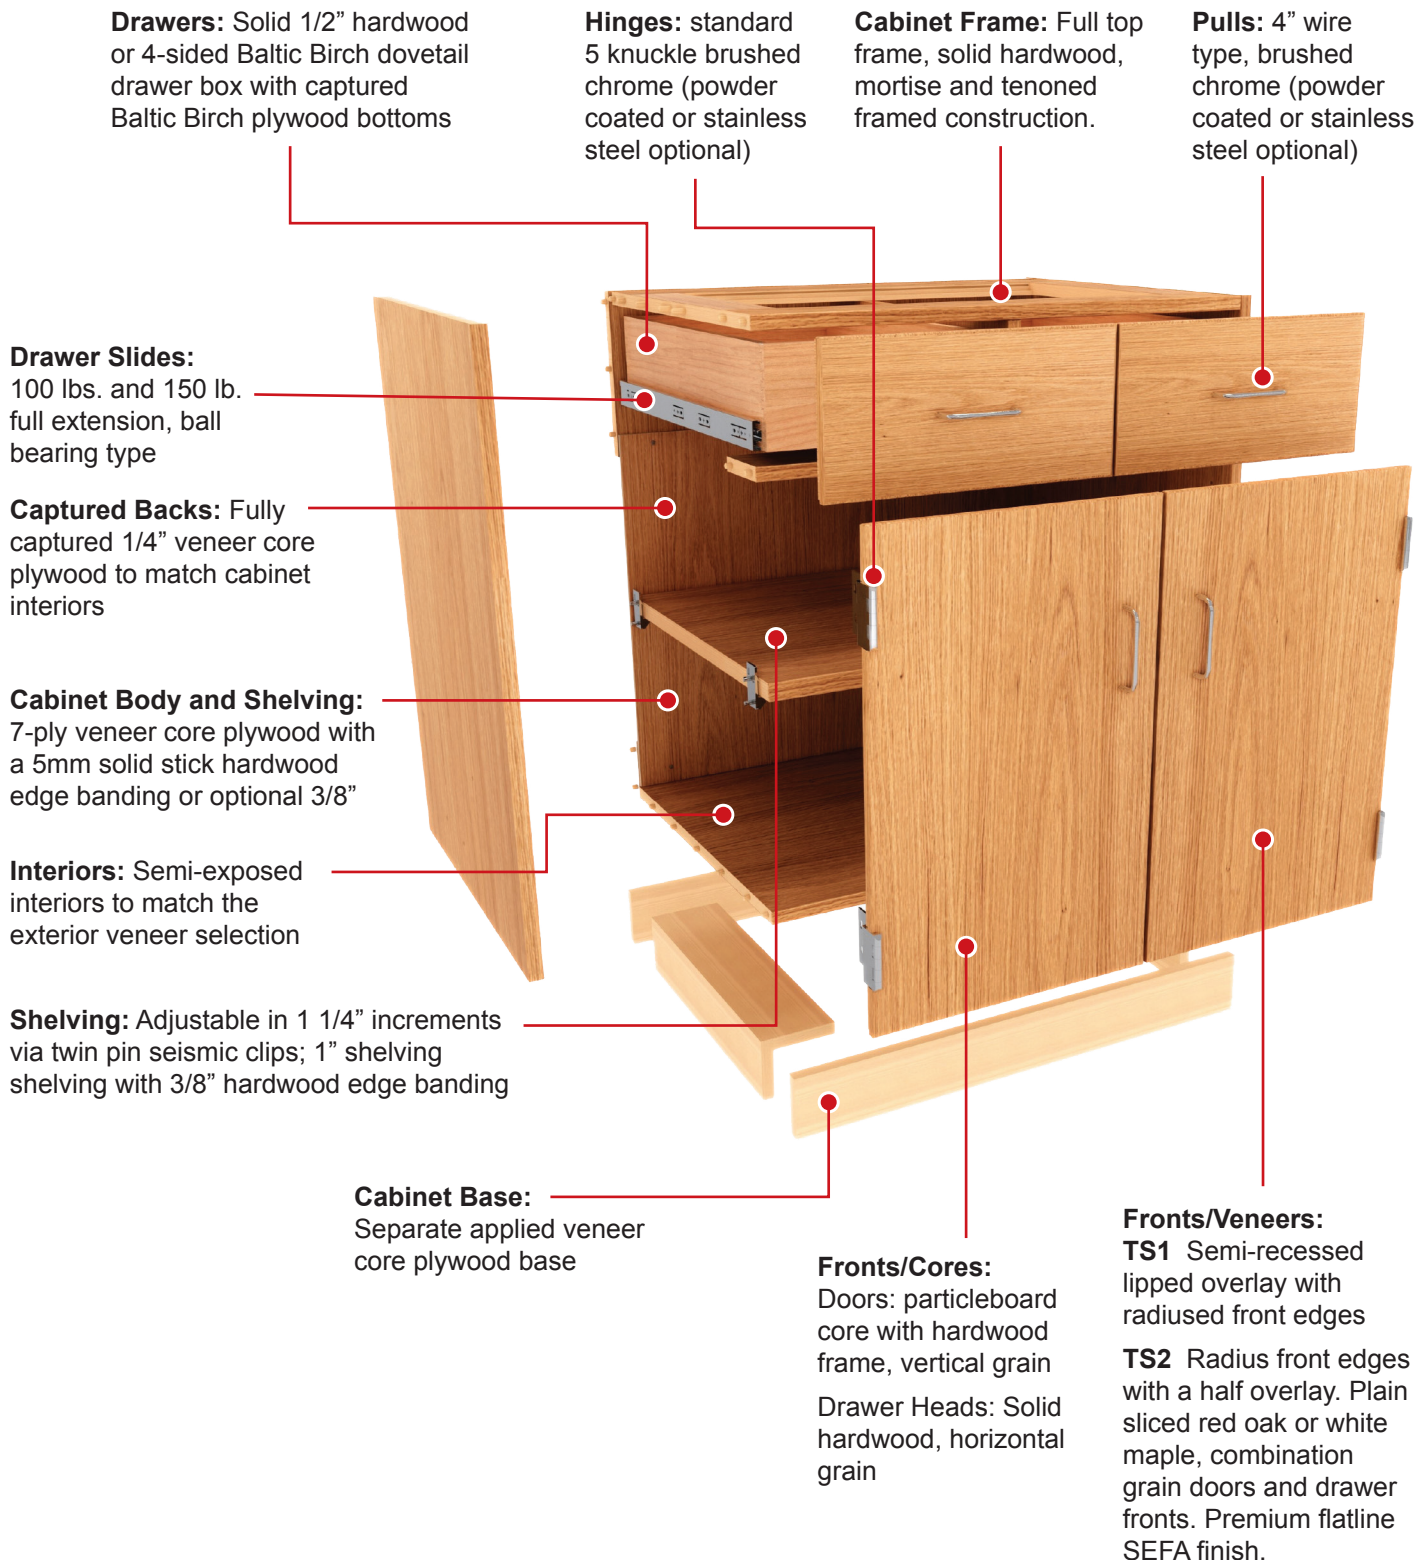 Drawers: Solid 1/2” hardwood
or 4-sided Baltic Birch dovetail
drawer box with captured
Baltic Birch plywood bottoms
Hinges: standard
5 knuckle brushed
chrome (powder
coated or stainless
steel optional)
Cabinet Frame: Full top
frame, solid hardwood,
mortise and tenoned
framed construction.
Pulls: 4” wire
type, brushed
chrome (powder
coated or stainless
steel optional)
Drawer Slides:
100 lbs. and 150 lb.
full extension, ball
bearing type
Captured Backs: Fully
captured 1/4” veneer core
plywood to match cabinet
interiors
Cabinet Body and Shelving:
7-ply veneer core plywood with
a 5mm solid stick hardwood
edge banding or optional 3/8”
Interiors: Semi-exposed
interiors to match the
exterior veneer selection
Shelving: Adjustable in 1 1/4” increments
via twin pin seismic clips; 1” shelving
shelving with 3/8” hardwood edge banding
Cabinet Base:
Separate applied veneer
core plywood base
Fronts/Cores:
Doors: particleboard
core with hardwood
frame, vertical grain
Drawer Heads: Solid
hardwood, horizontal
grain
Fronts/Veneers:
TS1 Semi-recessed
lipped overlay with
radiused front edges
TS2 Radius front edges
with a half overlay. Plain
sliced red oak or white
maple, combination
grain doors and drawer
fronts. Premium flatline
SEFA finish.